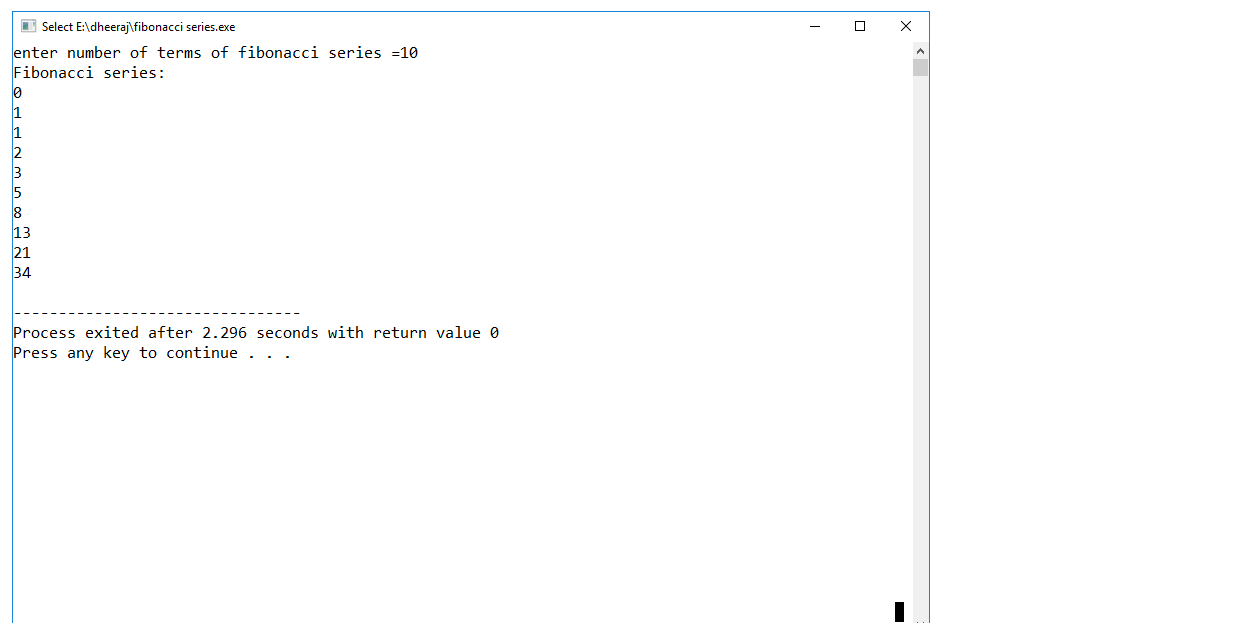 Select E:\dheeraj\fibonacci series.exe
enter number of terms of fibonacci series =10
Fibonacci series:
0
1
1
2
3
5
8
13
21
34
--------------------------------
Process exited after 2.296 seconds with return value 0
Press any key to continue . . .